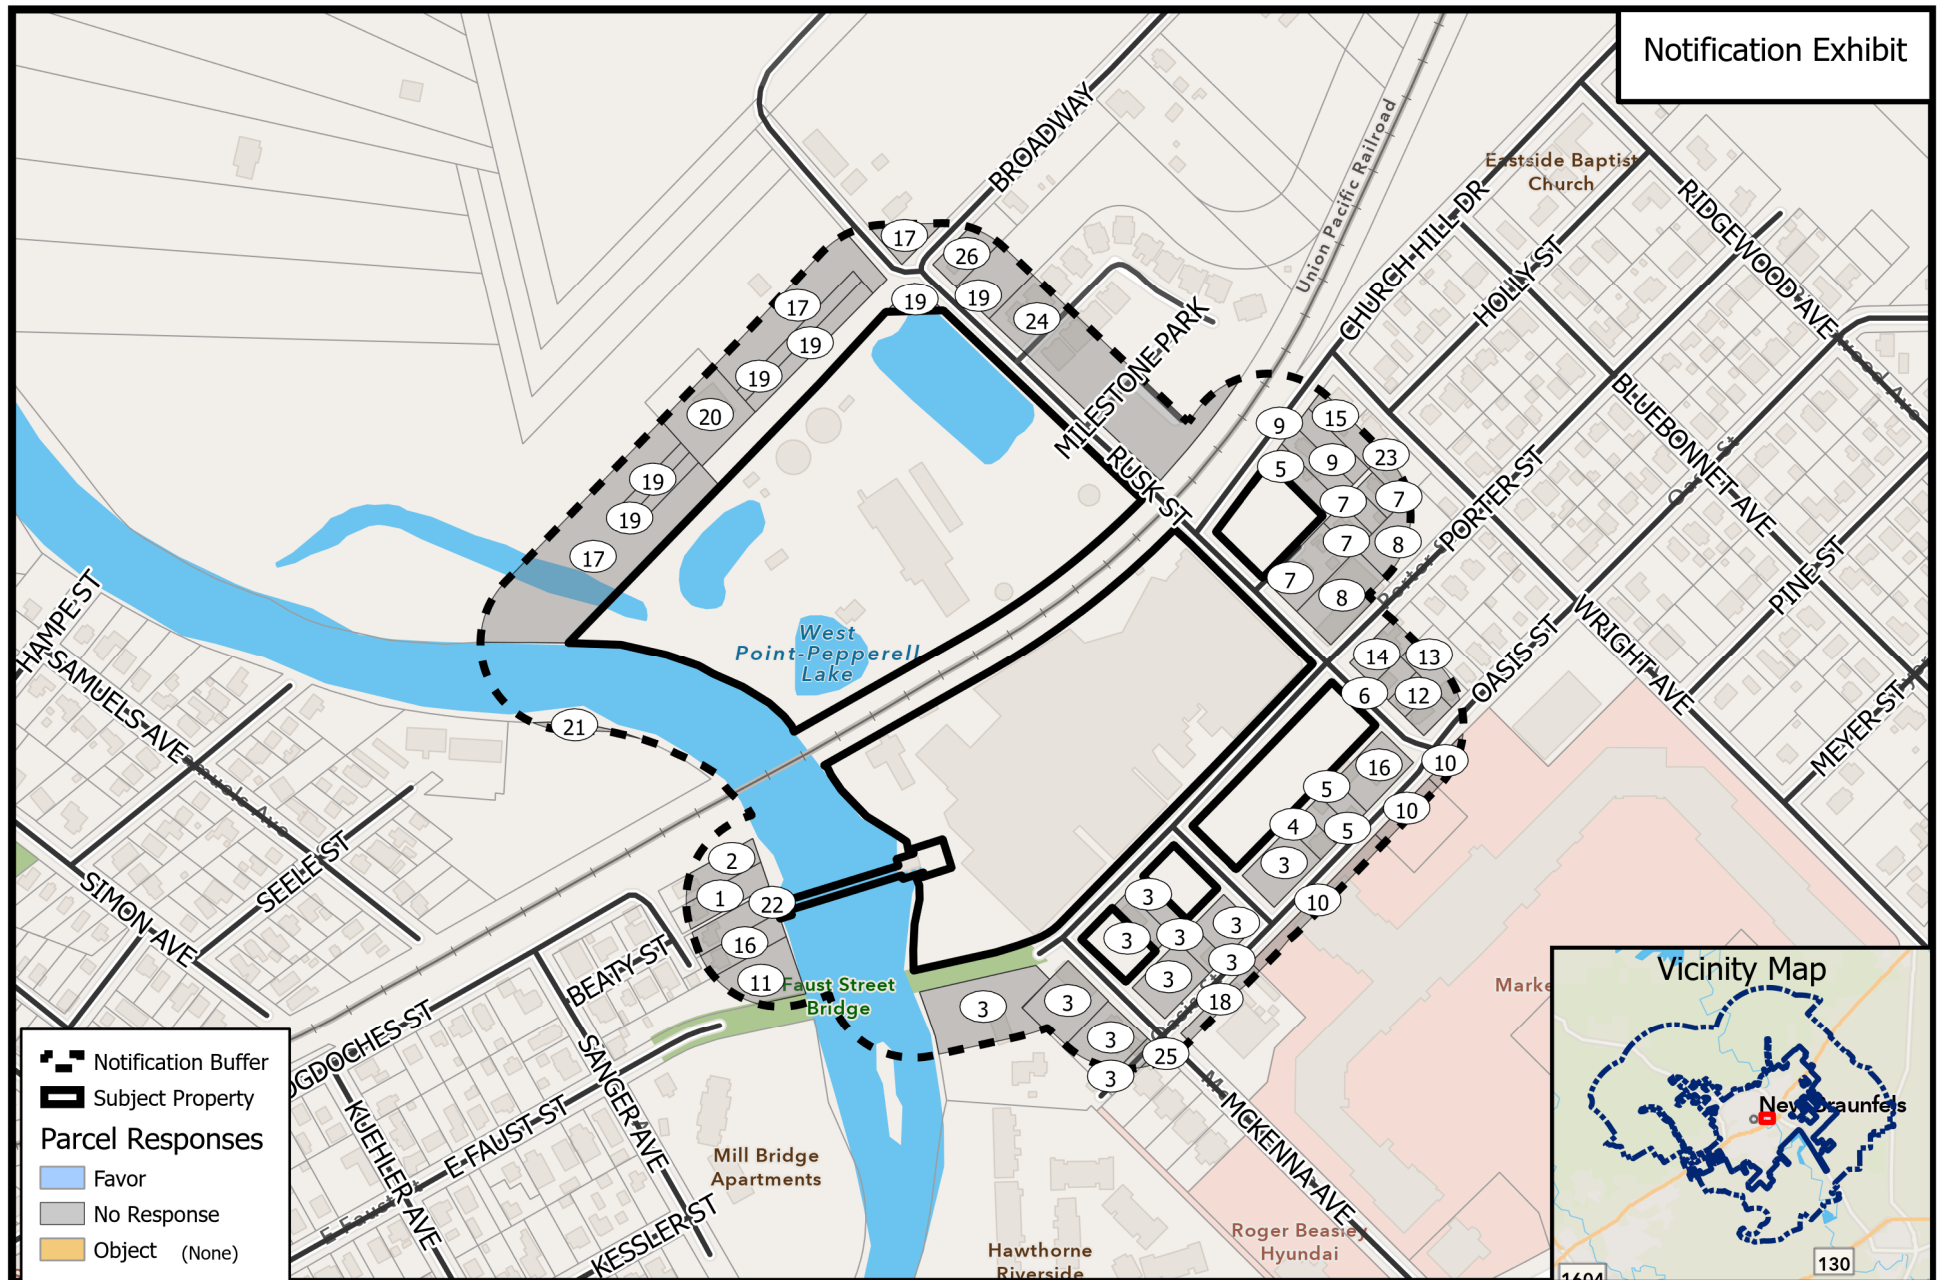 Notification Exhibit
BROADWAY
Union Pacific Railroad
Eastside Baptist
Church
CHURCH HILL DR
RIDGEWOOD AVE
HOLLY ST
17
26
17
19
19
24
19
MILESTONE PARK
19
20
9
15
BLUEBONNET AVE
5
9
23
19
RUSK ST
7
7
PORTER ST
19
7
8
17
7
8
PINE ST
HAMPE ST
West
Point-Pepperell
Lake
14
13
OASIS ST
WRIGHT AVE
SAMUELS AVE
6
12
MEYER ST
21
16
10
5
10
4
5
SEELE ST
2
3
SIMON AVE
1
22
3
10
3
3
3
16
3
BEATY ST
3
11
Faust Street
Bridge
3
3
18
Marke
3
25
3
OGDOCHES ST
SANGER AVE
E FAUST ST
KUEHLER AVE
E Faust
KESSLER ST
MCKENNA AVE
Mill Bridge
Apartments
Hawthorne
Riverside
Roger Beasley
Hyundai
Notification Buffer
Subject Property
Parcel Responses
Favor
No Response
Object (None)
Vicinity Map
New Braunfels
130
1604